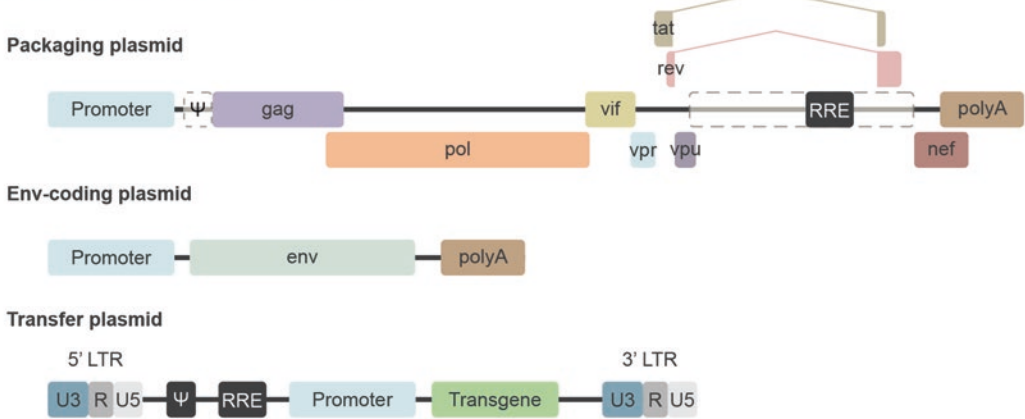 tat
Packaging plasmid
rev
Promoter Ψ gag vif RRE polyA
pol vpr vpu nef
Env-coding plasmid
Promoter env polyA
Transfer plasmid
5' LTR 3' LTR
U3 R U5 Ψ RRE Promoter Transgene U3 R U5